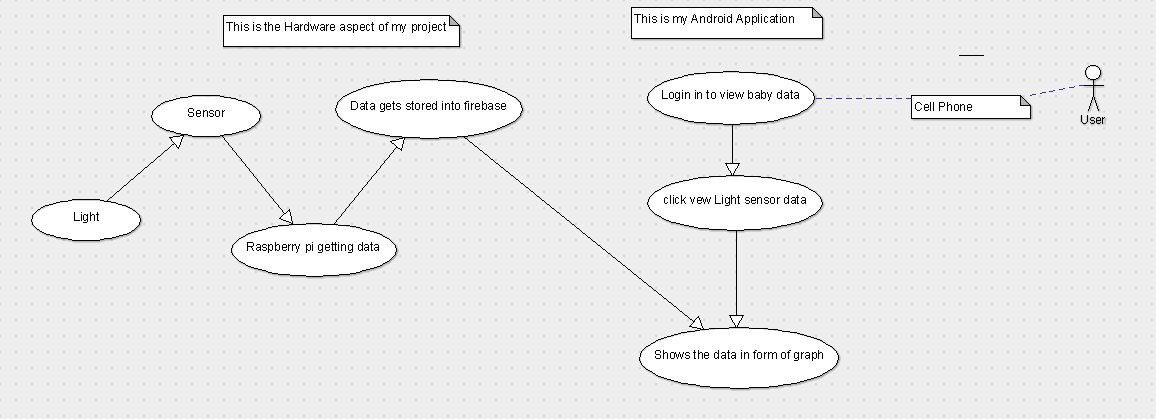 This is the Hardware aspect of my project
This is my Android Application
Sensor
Data gets stored into firebase
Login in to view baby data
Cell Phone
User
Light
click vew Light sensor data
Raspberry pi getting data
Shows the data in form of graph